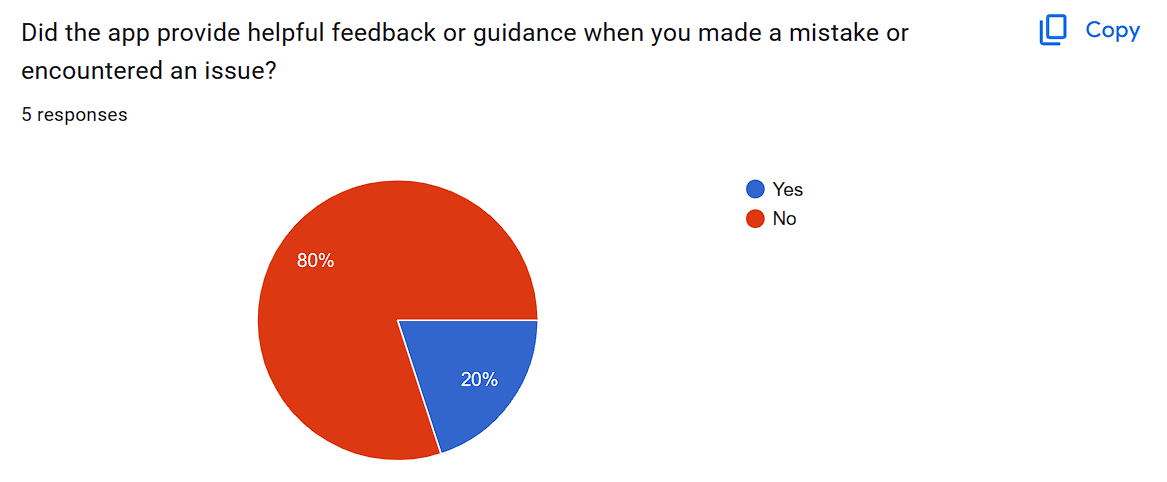 Did the app provide helpful feedback or guidance when you made a mistake or
encountered an issue?
Copy
5 responses
Yes
No
80%
20%